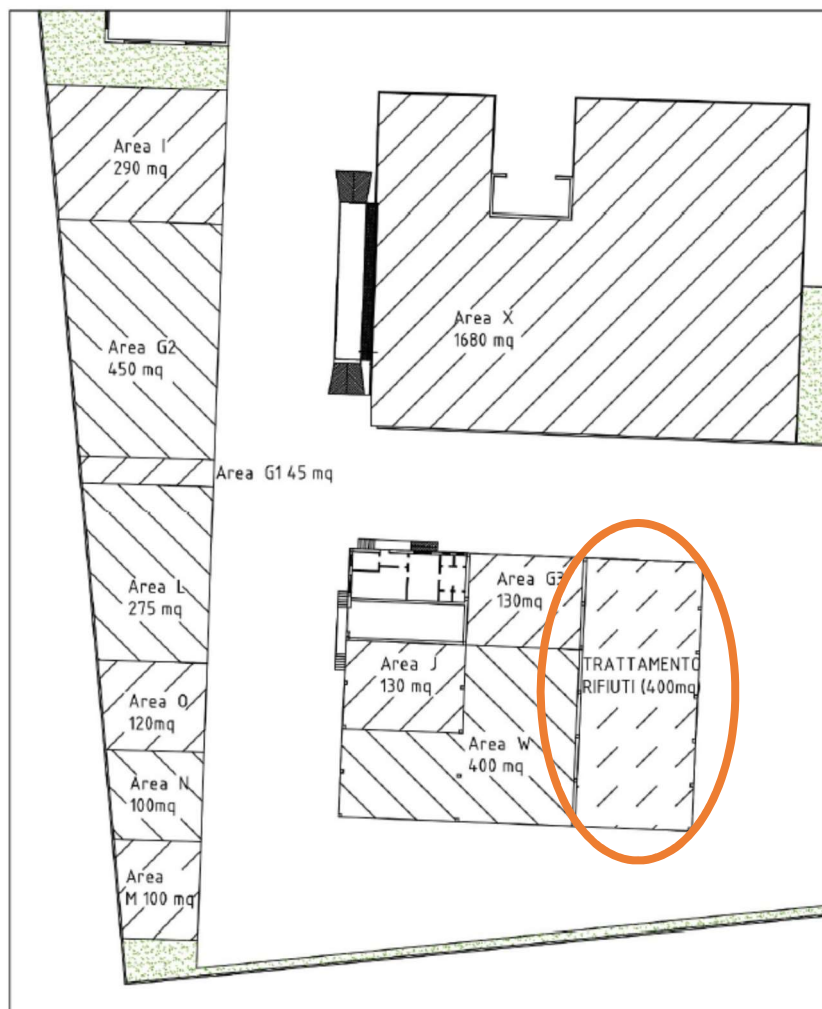 Area I
290 mq
Area G2
450 mq
Area X
1680 mq
Area G1 45 mq
Area L
275 mq
Area G3
130mq
Area J
130 mq
TRATTAMENTO
RIFIUTI (400mq)
Area O
120mq
Area W
400 mq
Area N
100mq
Area
M 100 mq